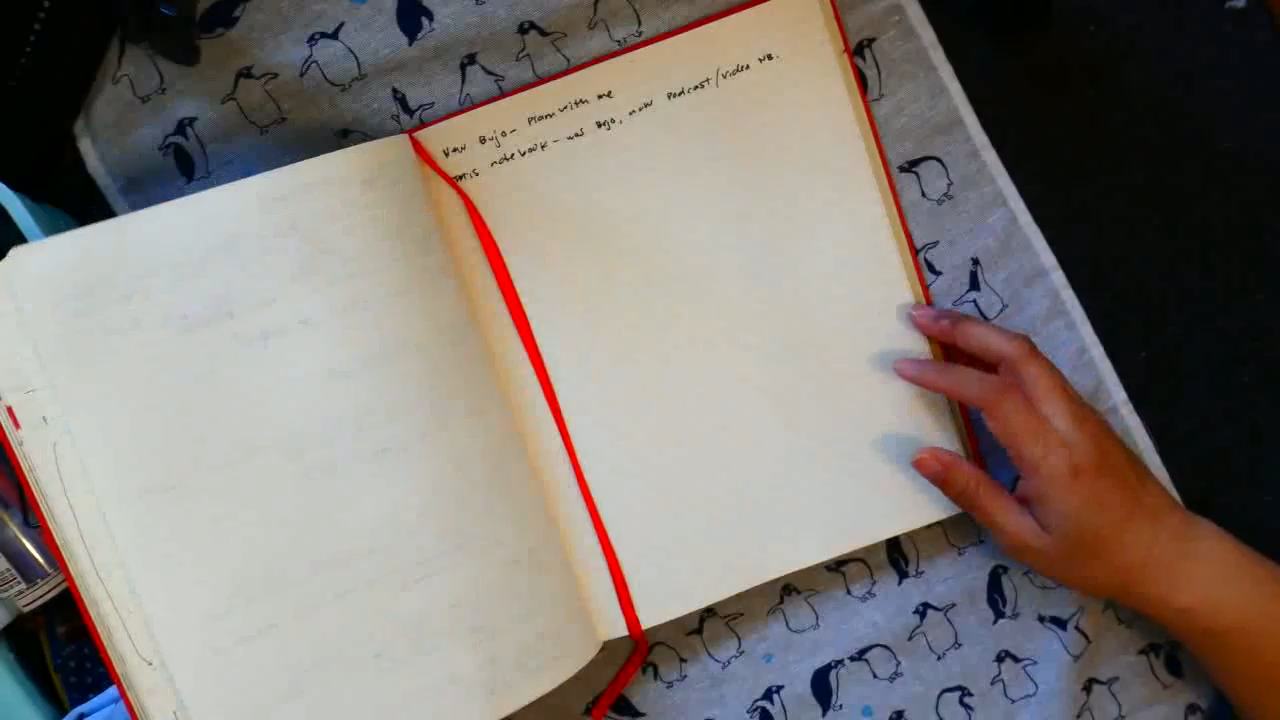 New Bujo - Plan with me
this notebook - was Bujo, now Podcast/video NB.